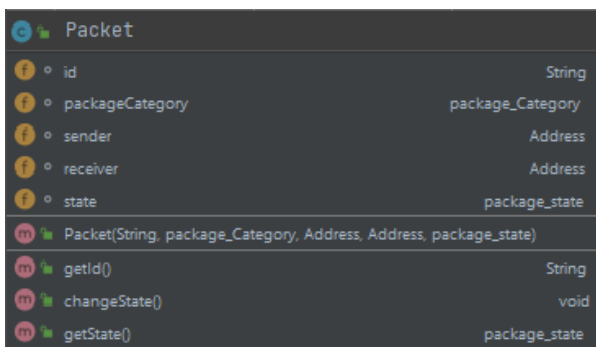 Packet
id String
packageCategory package_Category
sender Address
receiver Address
state package_state
Packet(String, package_Category, Address, Address, package_state)
getId() String
changeState() void
getState() package_state